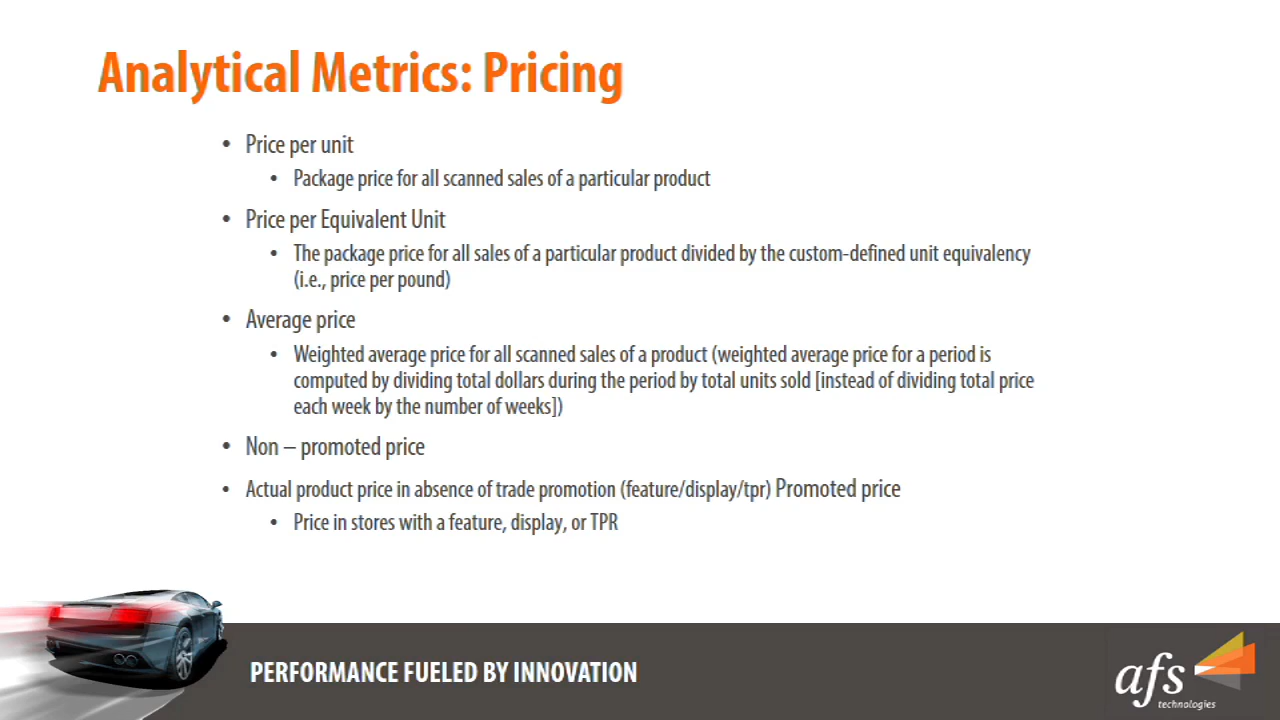 Analytical Metrics: Pricing
• Price per unit
• Package price for all scanned sales of a particular product
• Price per Equivalent Unit
• The package price for all sales of a particular product divided by the custom-defined unit equivalency
(i.e., price per pound)
• Average price
• Weighted average price for all scanned sales of a product (weighted average price for a period is
computed by dividing total dollars during the period by total units sold [instead of dividing total price
each week by the number of weeks])
• Non – promoted price
• Actual product price in absence of trade promotion (feature/display/tpr) Promoted price
• Price in stores with a feature, display, or TPR
PERFORMANCE FUELED BY INNOVATION
afs
technologies